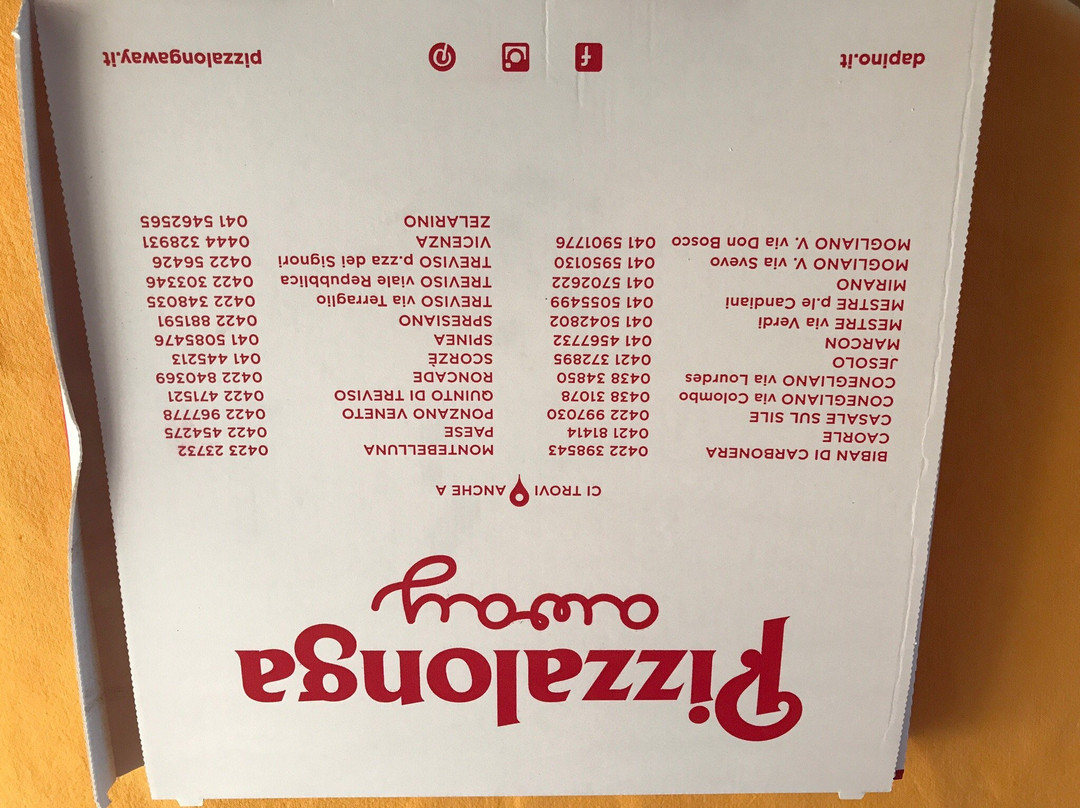 Pizzalonga
away
CI TROVI ANCHE A
BIBAN DI CARBONERA 0422 398543
CAORLE 0421 81414
CASALE SUL SILE 0422 997030
CONEGLIANO via Colombo 0438 31078
CONEGLIANO via Lourdes 0438 34850
JESOLO 0421 372895
MARCON 041 4567732
MESTRE via Verdi 041 5042802
MESTRE p.le Candiani 041 5055499
MIRANO 041 5702622
MOGLIANO V. via Svevo 041 5950130
MOGLIANO V. via Don Bosco 041 5901776
MONTEBELLUNA 0423 23732
PAESE 0422 454275
PONZANO VENETO 0422 967778
QUINTO DI TREVISO 0422 471521
RONCADE 0422 840369
SCORZÈ 041 445213
SPINEA 041 5085476
SPRESIANO 0422 881591
TREVISO via Terraglio 0422 348035
TREVISO viale Repubblica 0422 303346
TREVISO p.zza dei Signori 0422 56426
VICENZA 0444 328931
ZELARINO 041 5462565
dapino.it
pizzalongaway.it